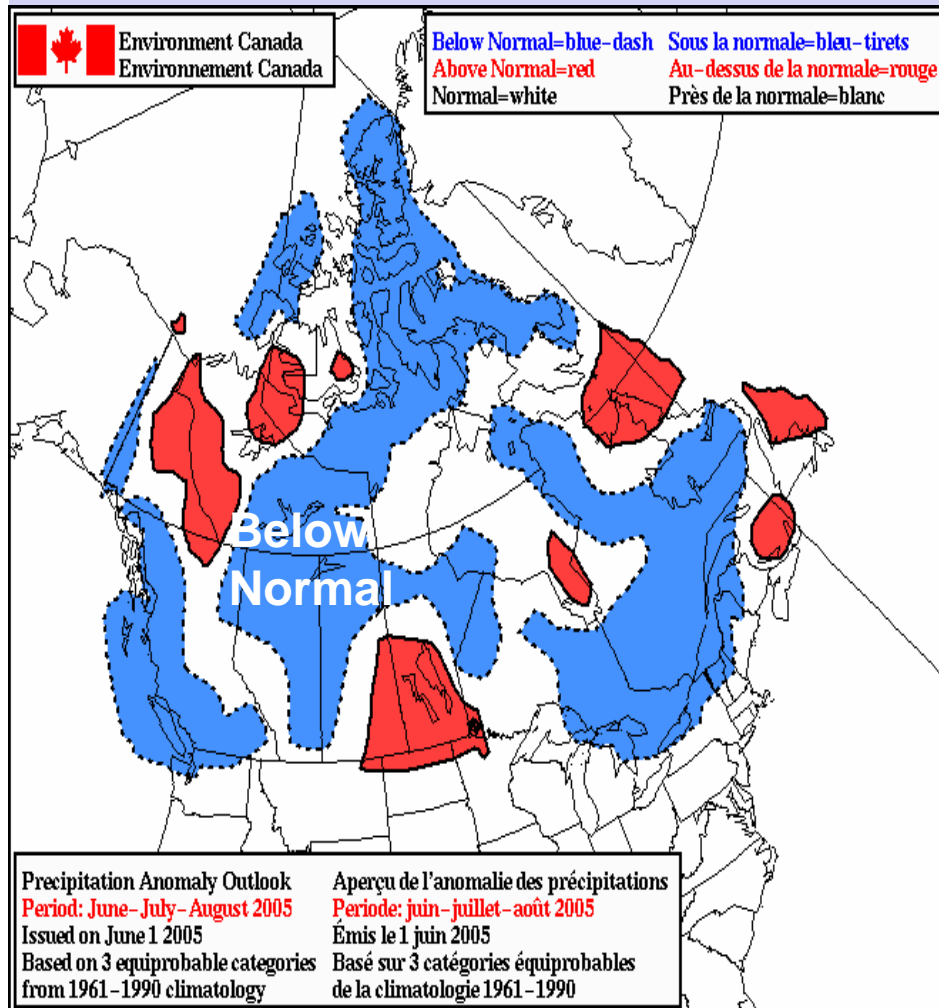 Environment Canada
Environnement Canada
Below Normal=blue-dash Sous la normale=bleu-tirets
Above Normal=red Au-dessus de la normale=rouge
Normal=white Près de la normale=blanc
Below
Normal
Precipitation Anomaly Outlook Aperçu de l'anomalie des précipitations
Period: June-July-August 2005 Periode: juin-juillet-août 2005
Issued on June 1 2005 Émis le 1 juin 2005
Based on 3 equiprobable categories Basé sur 3 catégories équiprobables
from 1961-1990 climatology de la climatologie 1961-1990